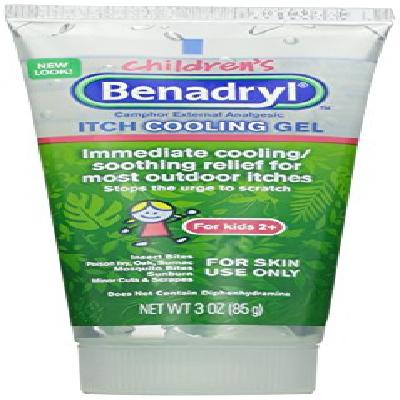 NEW
LOOK!
children's
Benadryl®
TM
Camphor External Analgesic
ITCH COOLING GEL
Immediate cooling/
soothing relief for
most outdoor itches
Stops the urge to scratch
For kids 2+
Insect Bites
Poison Ivy, Oak, Sumac
Mosquito Bites
Sunburn
Minor Cuts & Scrapes
FOR SKIN
USE ONLY
Does Not Contain Diphenhydramine
NET WT 3 OZ (85 g)